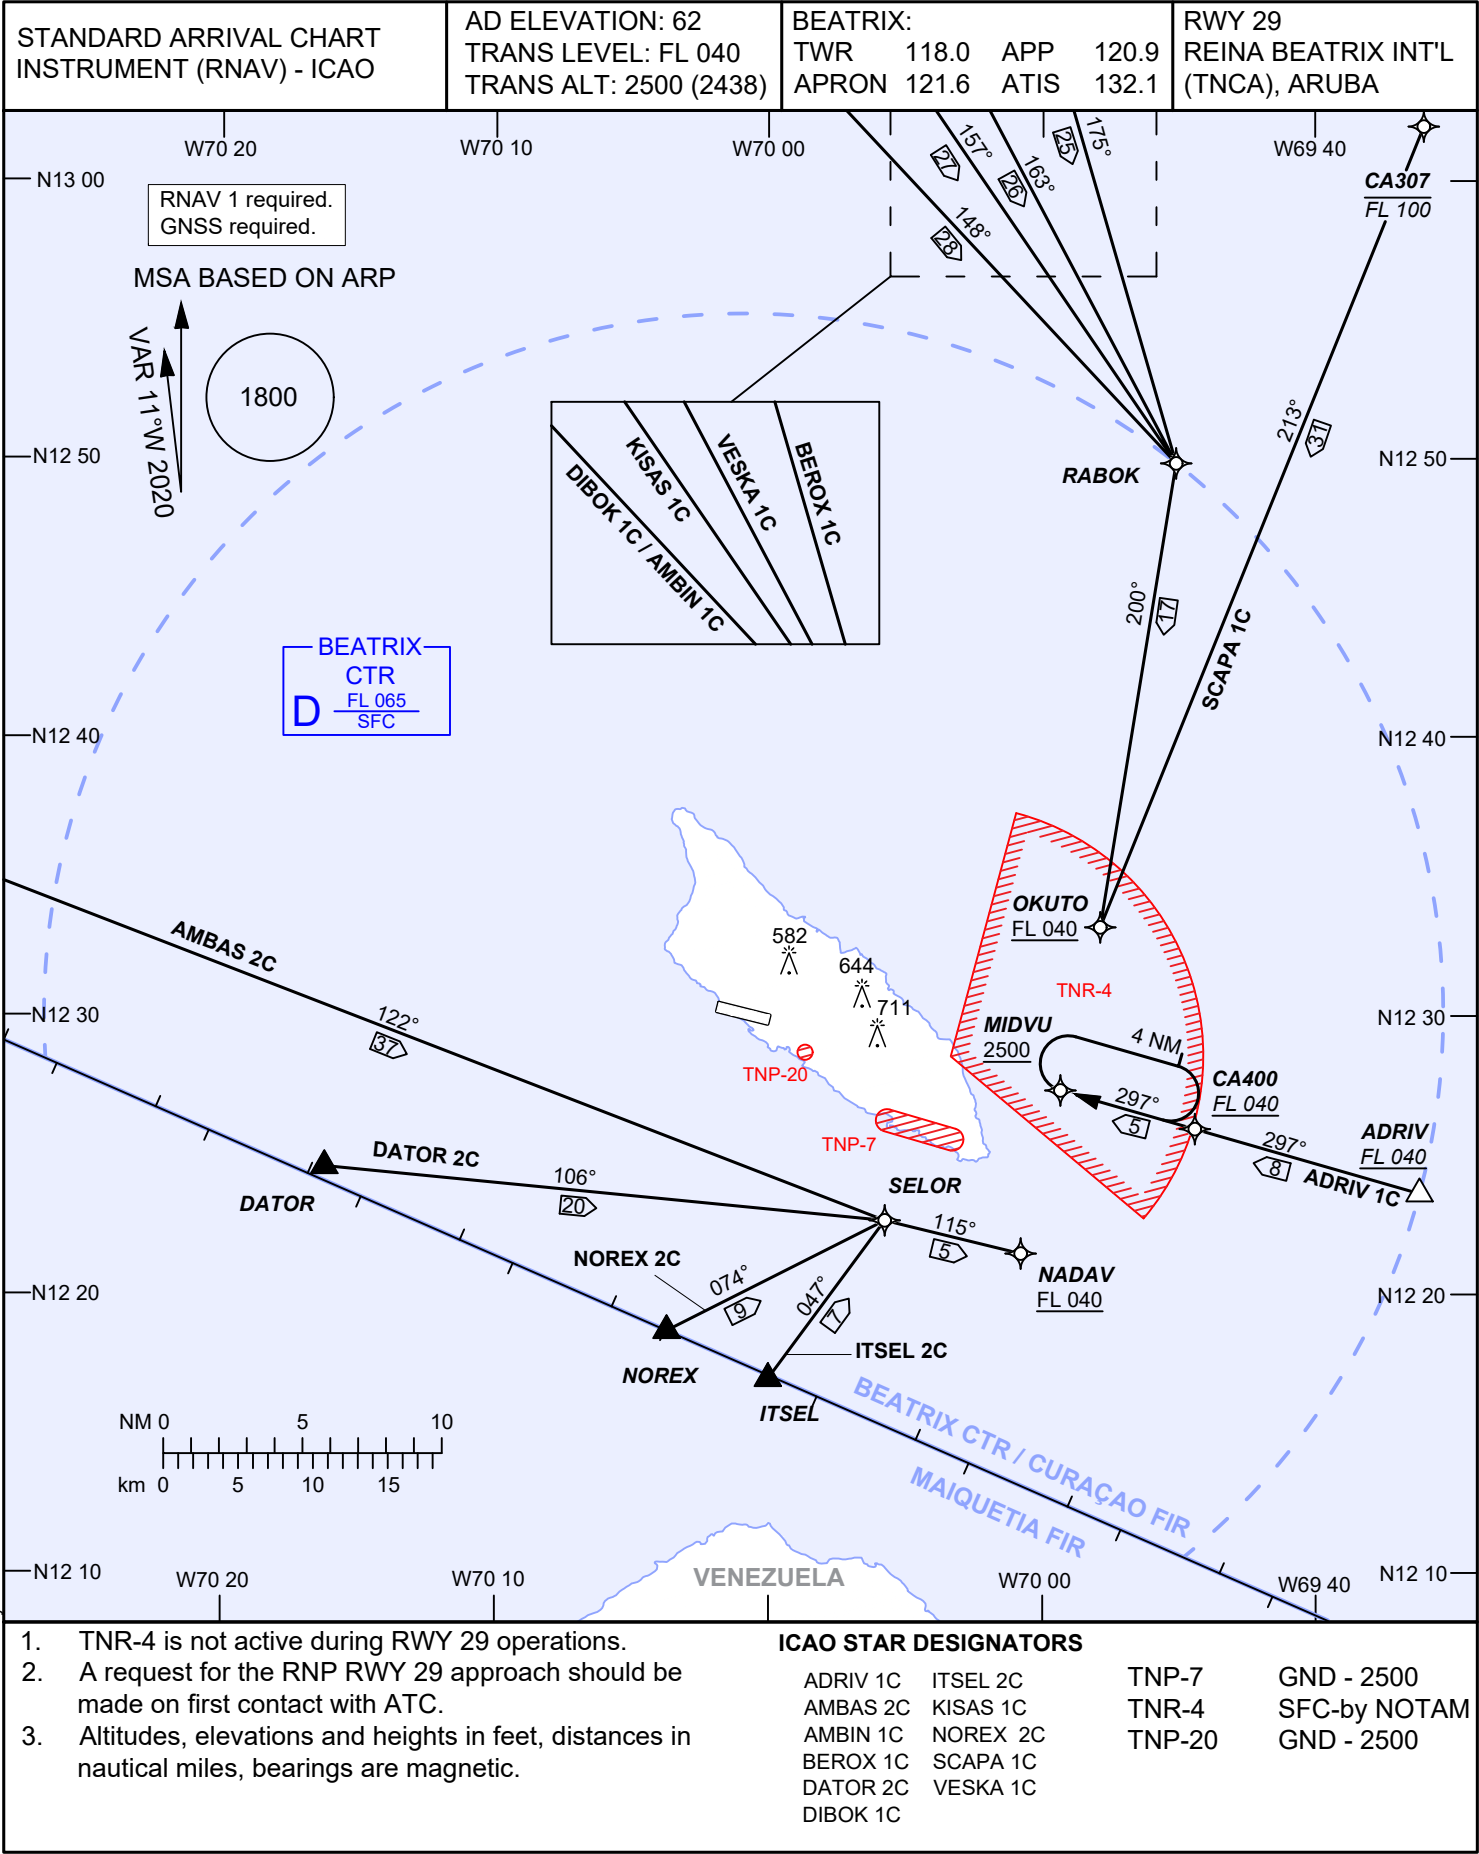 STANDARD ARRIVAL CHART
INSTRUMENT (RNAV) - ICAO
AD ELEVATION: 62
TRANS LEVEL: FL 040
TRANS ALT: 2500 (2438)
BEATRIX:
TWR 118.0 APP 120.9
APRON 121.6 ATIS 132.1
RWY 29
REINA BEATRIX INT'L
(TNCA), ARUBA
W70 20
W70 10
W70 00
W69 40
N13 00
RNAV 1 required.
GNSS required.
MSA BASED ON ARP
VAR 11°W 2020
1800
148°
28
157°
27
163°
26
175°
25
CA307
FL 100
N12 50
N12 50
DIBOK 1C / AMBIN 1C
KISAS 1C
VESKA 1C
BEROX 1C
RABOK
213°
31
200°
17
SCAPA 1C
BEATRIX
CTR
D
FL 065
SFC
N12 40
N12 40
OKUTO
FL 040
582
644
711
TNR-4
AMBAS 2C
122°
37
N12 30
N12 30
MIDVU
2500
4 NM
TNP-20
TNP-7
297°
5
CA400
FL 040
297°
8
ADRIV 1C
ADRIV
FL 040
DATOR 2C
DATOR
106°
20
SELOR
115°
5
NADAV
FL 040
NOREX 2C
074°
9
047°
7
ITSEL 2C
N12 20
N12 20
NOREX
ITSEL
BEATRIX CTR / CURAÇAO FIR
MAIQUETIA FIR
NM 0 5 10
km 0 5 10 15
VENEZUELA
N12 10
N12 10
W70 20
W70 10
W70 00
W69 40
1. TNR-4 is not active during RWY 29 operations.
2. A request for the RNP RWY 29 approach should be
made on first contact with ATC.
3. Altitudes, elevations and heights in feet, distances in
nautical miles, bearings are magnetic.
ICAO STAR DESIGNATORS
ADRIV 1C ITSEL 2C
AMBAS 2C KISAS 1C
AMBIN 1C NOREX 2C
BEROX 1C SCAPA 1C
DATOR 2C VESKA 1C
DIBOK 1C
TNP-7 GND - 2500
TNR-4 SFC-by NOTAM
TNP-20 GND - 2500